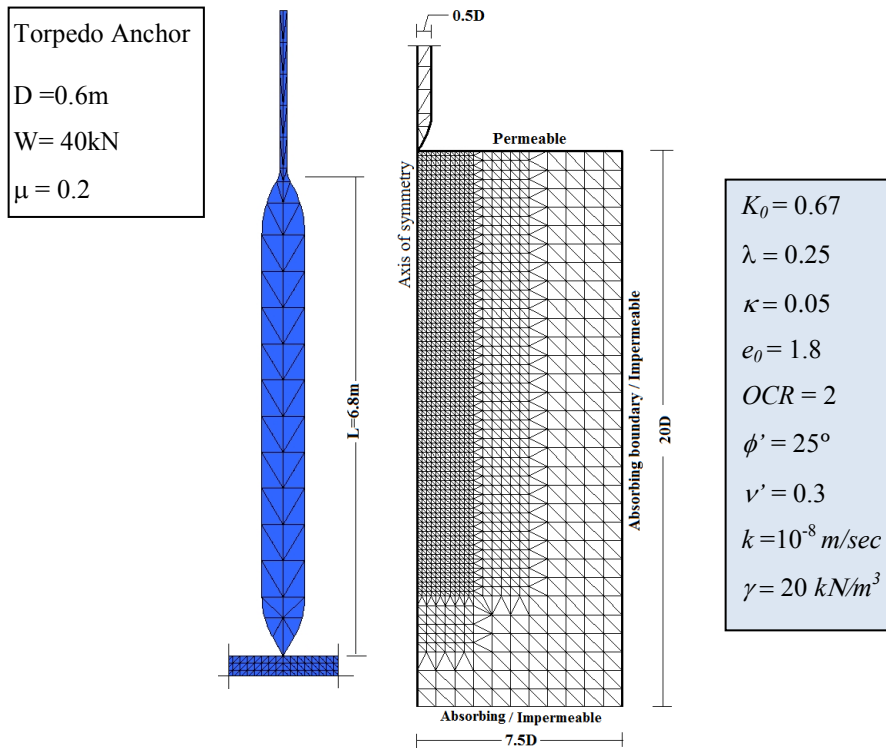 Torpedo Anchor
D =0.6m
W= 40kN
μ = 0.2
L=6.8m
0.5D
Permeable
Axis of symmetry
Absorbing boundary / Impermeable
20D
Absorbing / Impermeable
7.5D
K₀ = 0.67
λ = 0.25
κ = 0.05
e₀ = 1.8
OCR = 2
ϕ’ = 25°
ν’ = 0.3
k =10⁻⁸ m/sec
γ = 20 kN/m³